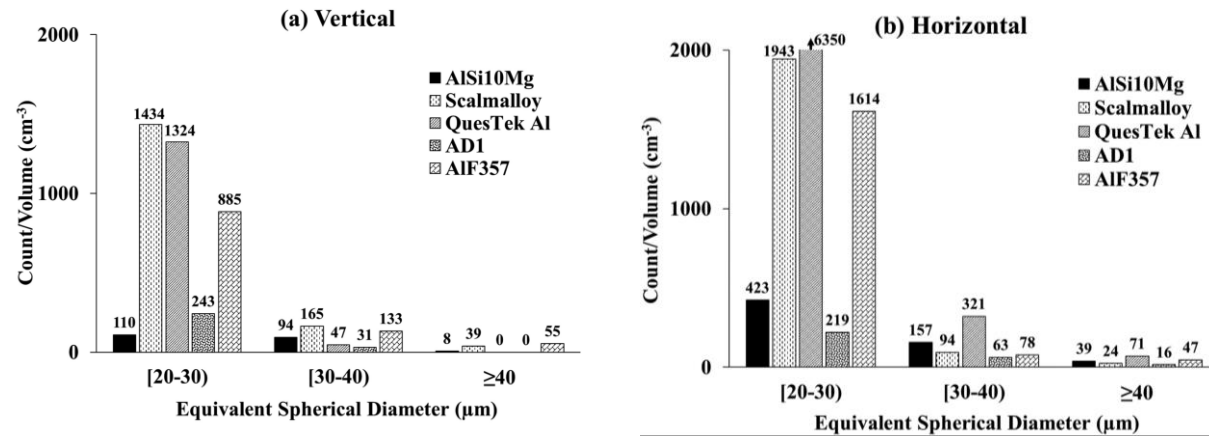 (a) Vertical
2000
1000
0
Count/Volume (cm⁻³)
AlSi10Mg
Scalmalloy
QuesTek Al
AD1
AlF357
110
1434
1324
243
885
94
165
47
31
133
8
39
0
0
55
[20-30)
[30-40)
≥40
Equivalent Spherical Diameter (µm)
(b) Horizontal
2000
1000
0
Count/Volume (cm⁻³)
AlSi10Mg
Scalmalloy
QuesTek Al
AD1
AlF357
423
1943
6350
219
1614
157
94
321
63
78
39
24
71
16
47
[20-30)
[30-40)
≥40
Equivalent Spherical Diameter (µm)